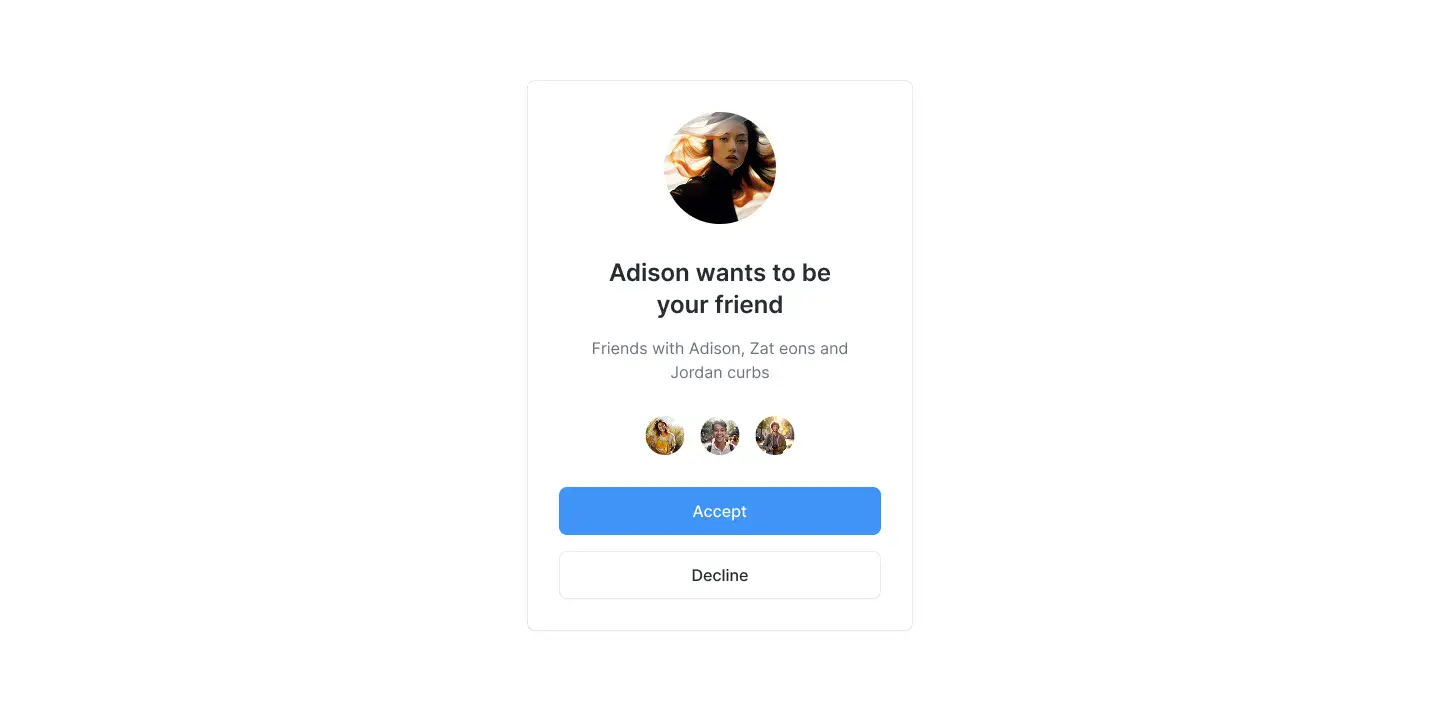 Adison wants to be
your friend
Friends with Adison, Zat eons and
Jordan curbs
Accept
Decline